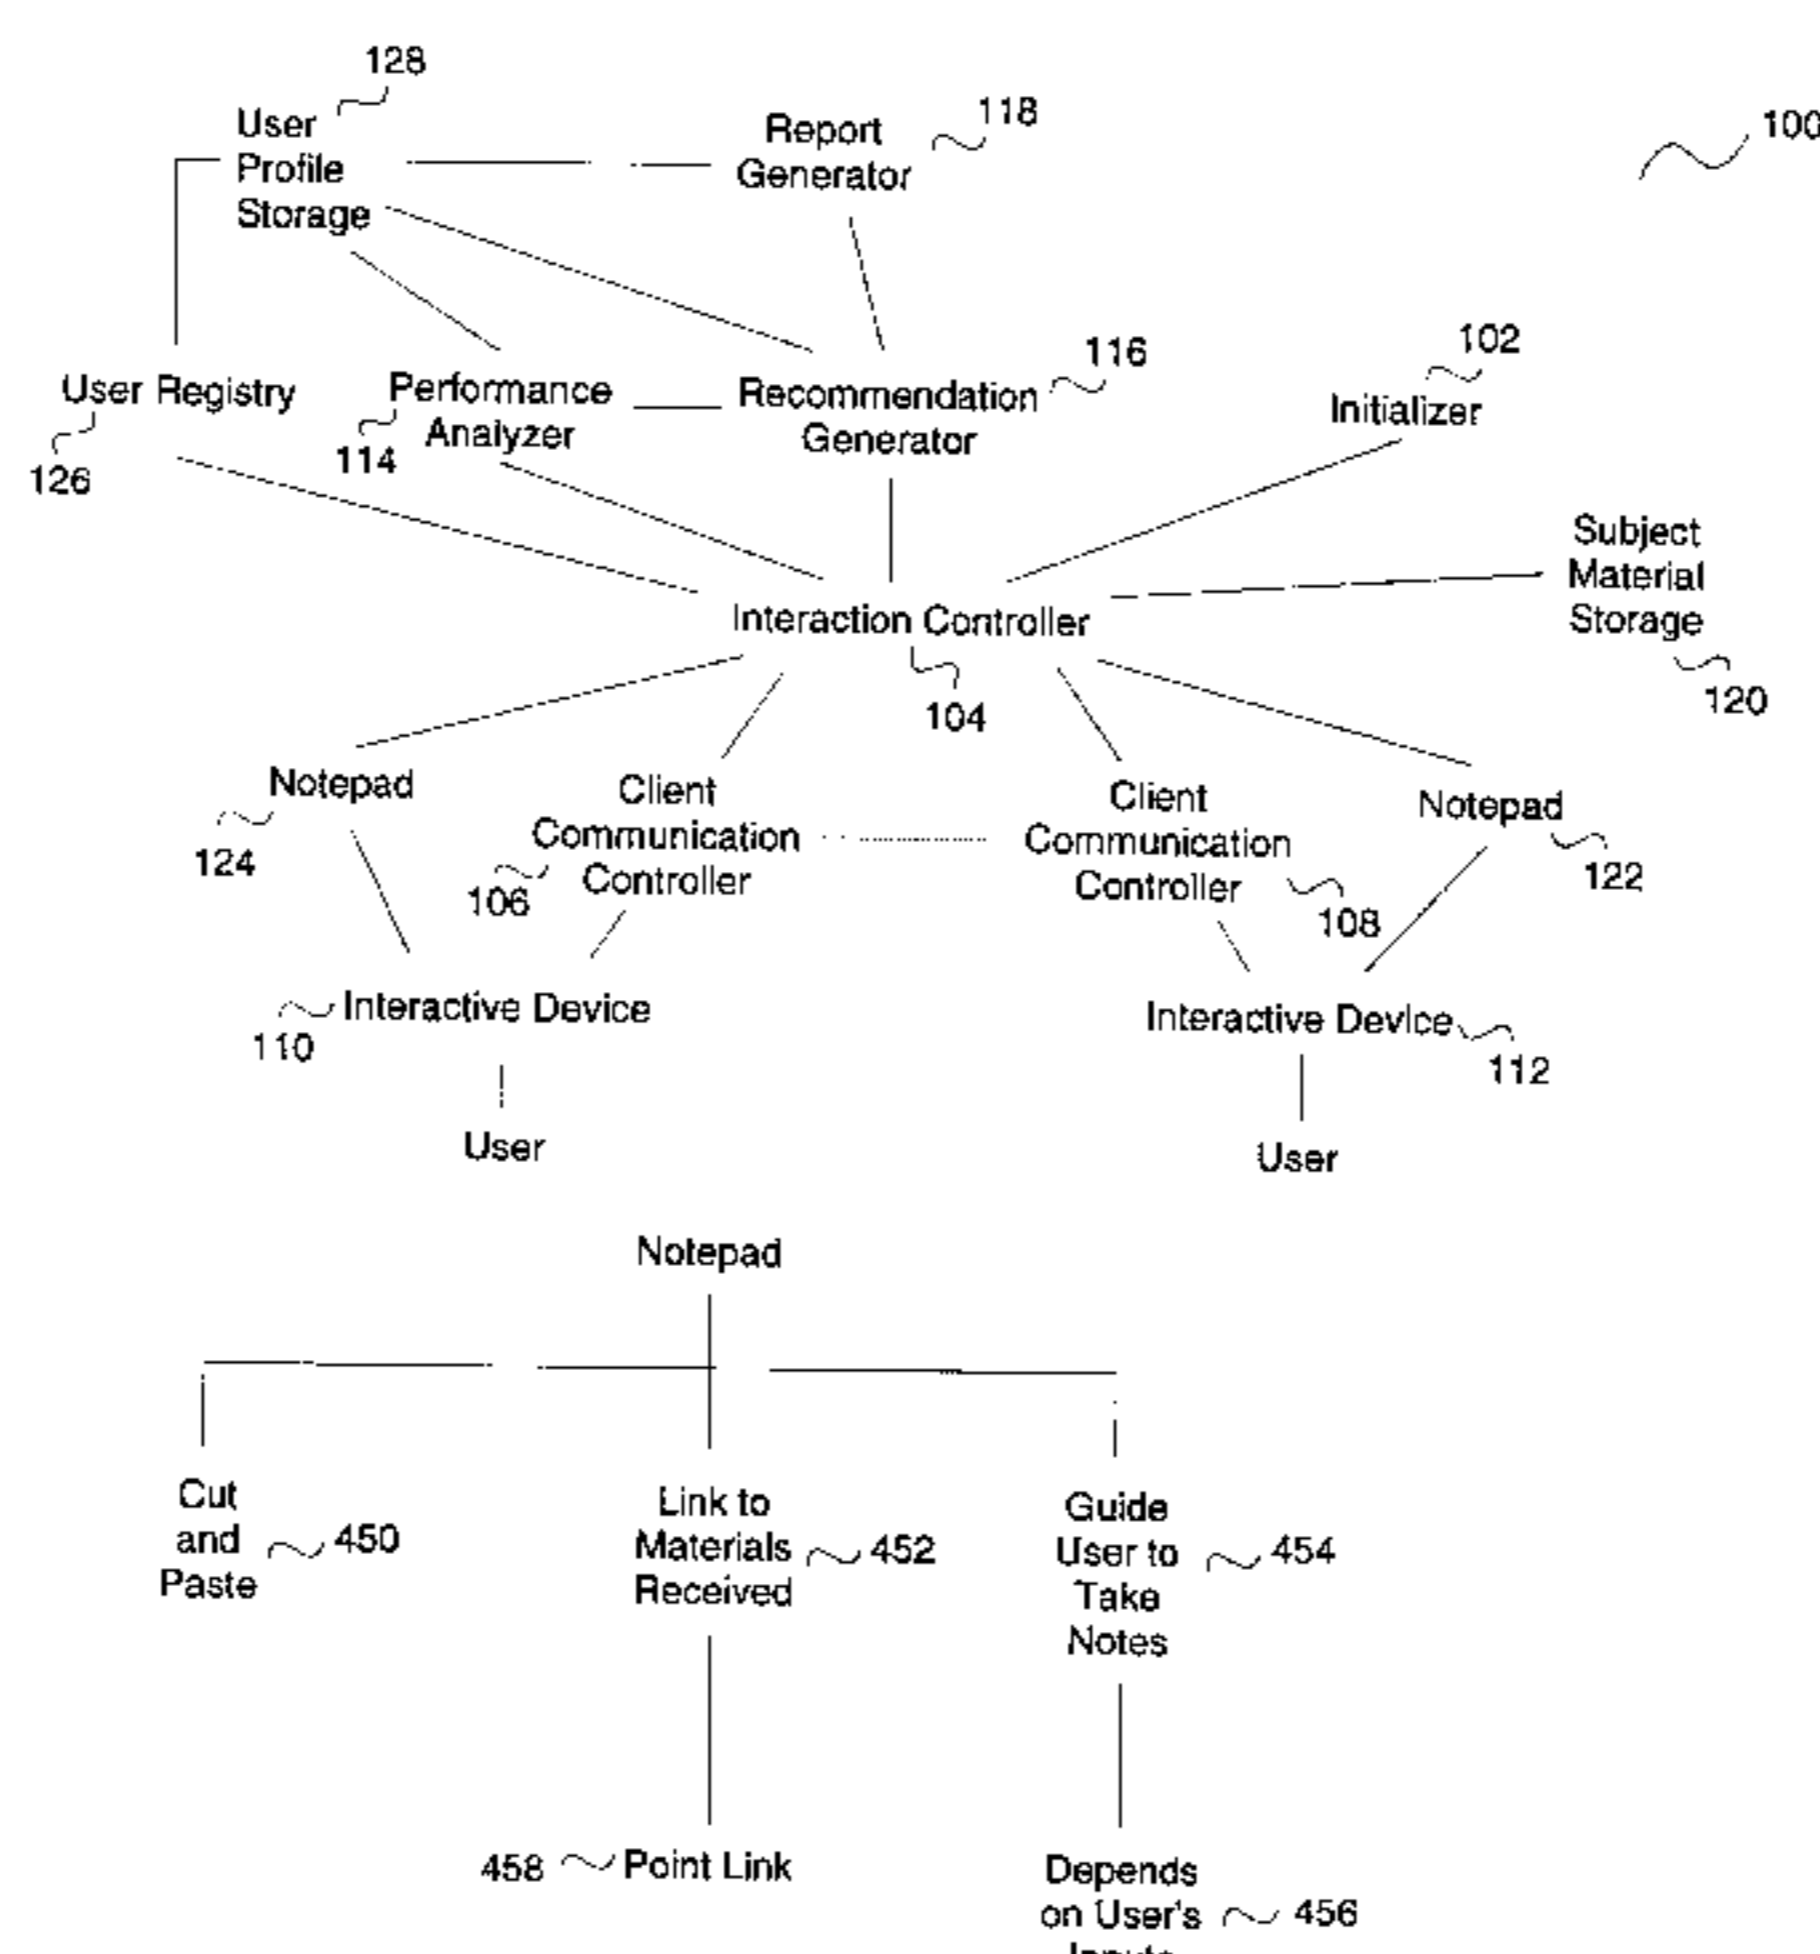 128
User
Profile
Storage
Report
Generator
118
100
User Registry
126
Performance
Analyzer
114
Recommendation
Generator
116
102
Initializer
Subject
Material
Storage
120
Interaction Controller
104
Notepad
124
Client
Communication
Controller
106
Client
Communication
Controller
108
Notepad
122
Interactive Device
110
Interactive Device
112
User
User
Notepad
Cut
and
Paste
450
Link to
Materials
Received
452
Guide
User to
Take
Notes
454
458
Point Link
Depends
on User's
456